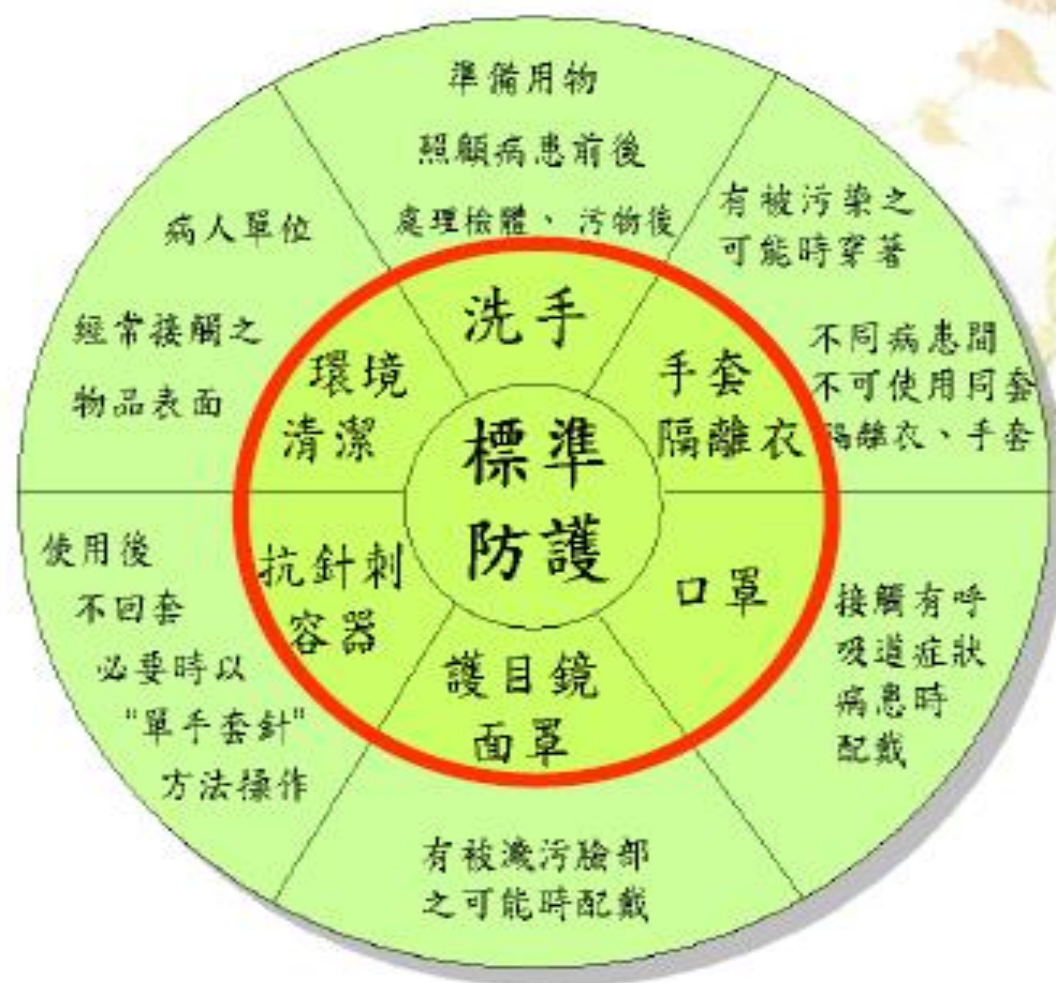 標準
防護
洗手
準備用物
照顧病患前後
處理檢體、污物後
手套
隔離衣
有被污染之
可能時穿著
不同病患間
不可使用同套
隔離衣、手套
口罩
接觸有呼
吸道症狀
病患時
配戴
護目鏡
面罩
有被濺污臉部
之可能時配戴
抗針刺
容器
使用後
不回套
必要時以
"單手套針"
方法操作
環境
清潔
病人單位
經常接觸之
物品表面